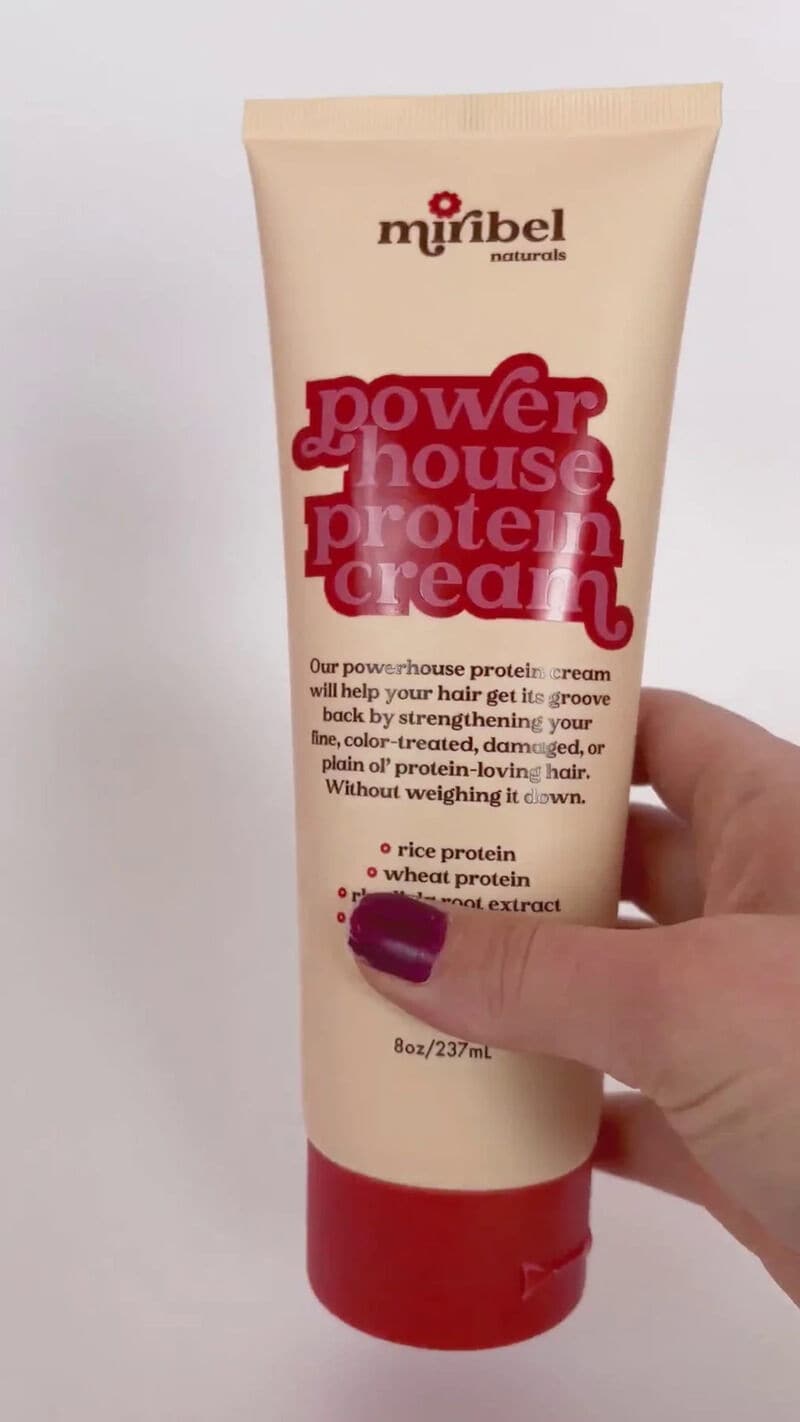 miribel
naturals
power
house
protein
cream
Our powerhouse protein cream
will help your hair get its groove
back by strengthening your
fine, color-treated, damaged, or
plain ol' protein-loving hair.
Without weighing it down.
rice protein
wheat protein
root extract
8oz/237mL